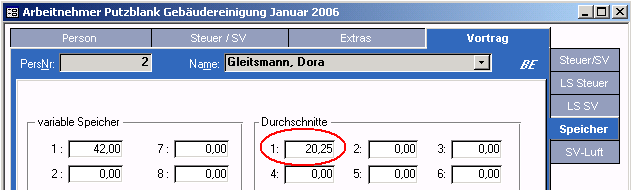 Arbeitnehmer Putzblank Gebäudereinigung Januar 2006
Person Steuer / SV Extras Vortrag
PersNr: 2 Name: Gleitsmann, Dora BE
Steuer/SV
LS Steuer
LS SV
Speicher
SV-Luft
variable Speicher
1 : 42,00 7 : 0,00
2 : 0,00 8 : 0,00
Durchschnitte
1: 20,25 2: 0,00 3: 0,00
4: 0,00 5: 0,00 6: 0,00